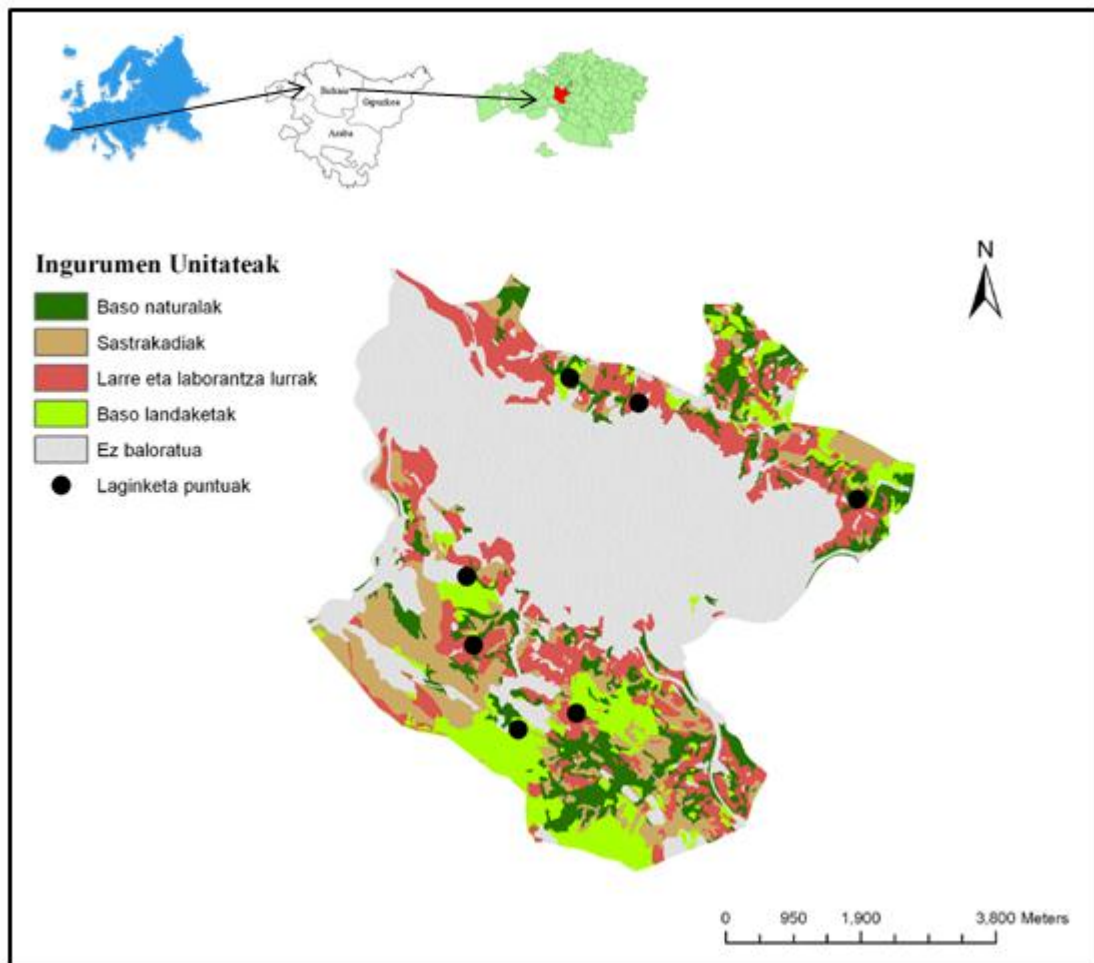 Bizkaia
Gipuzkoa
Araba
Ingurumen Unitateak
Baso naturalak
Sastrakadiak
Larre eta laborantza lurrak
Baso landaketak
Ez baloratua
Laginketa puntuak
N
0 950 1,900 3,800 Meters